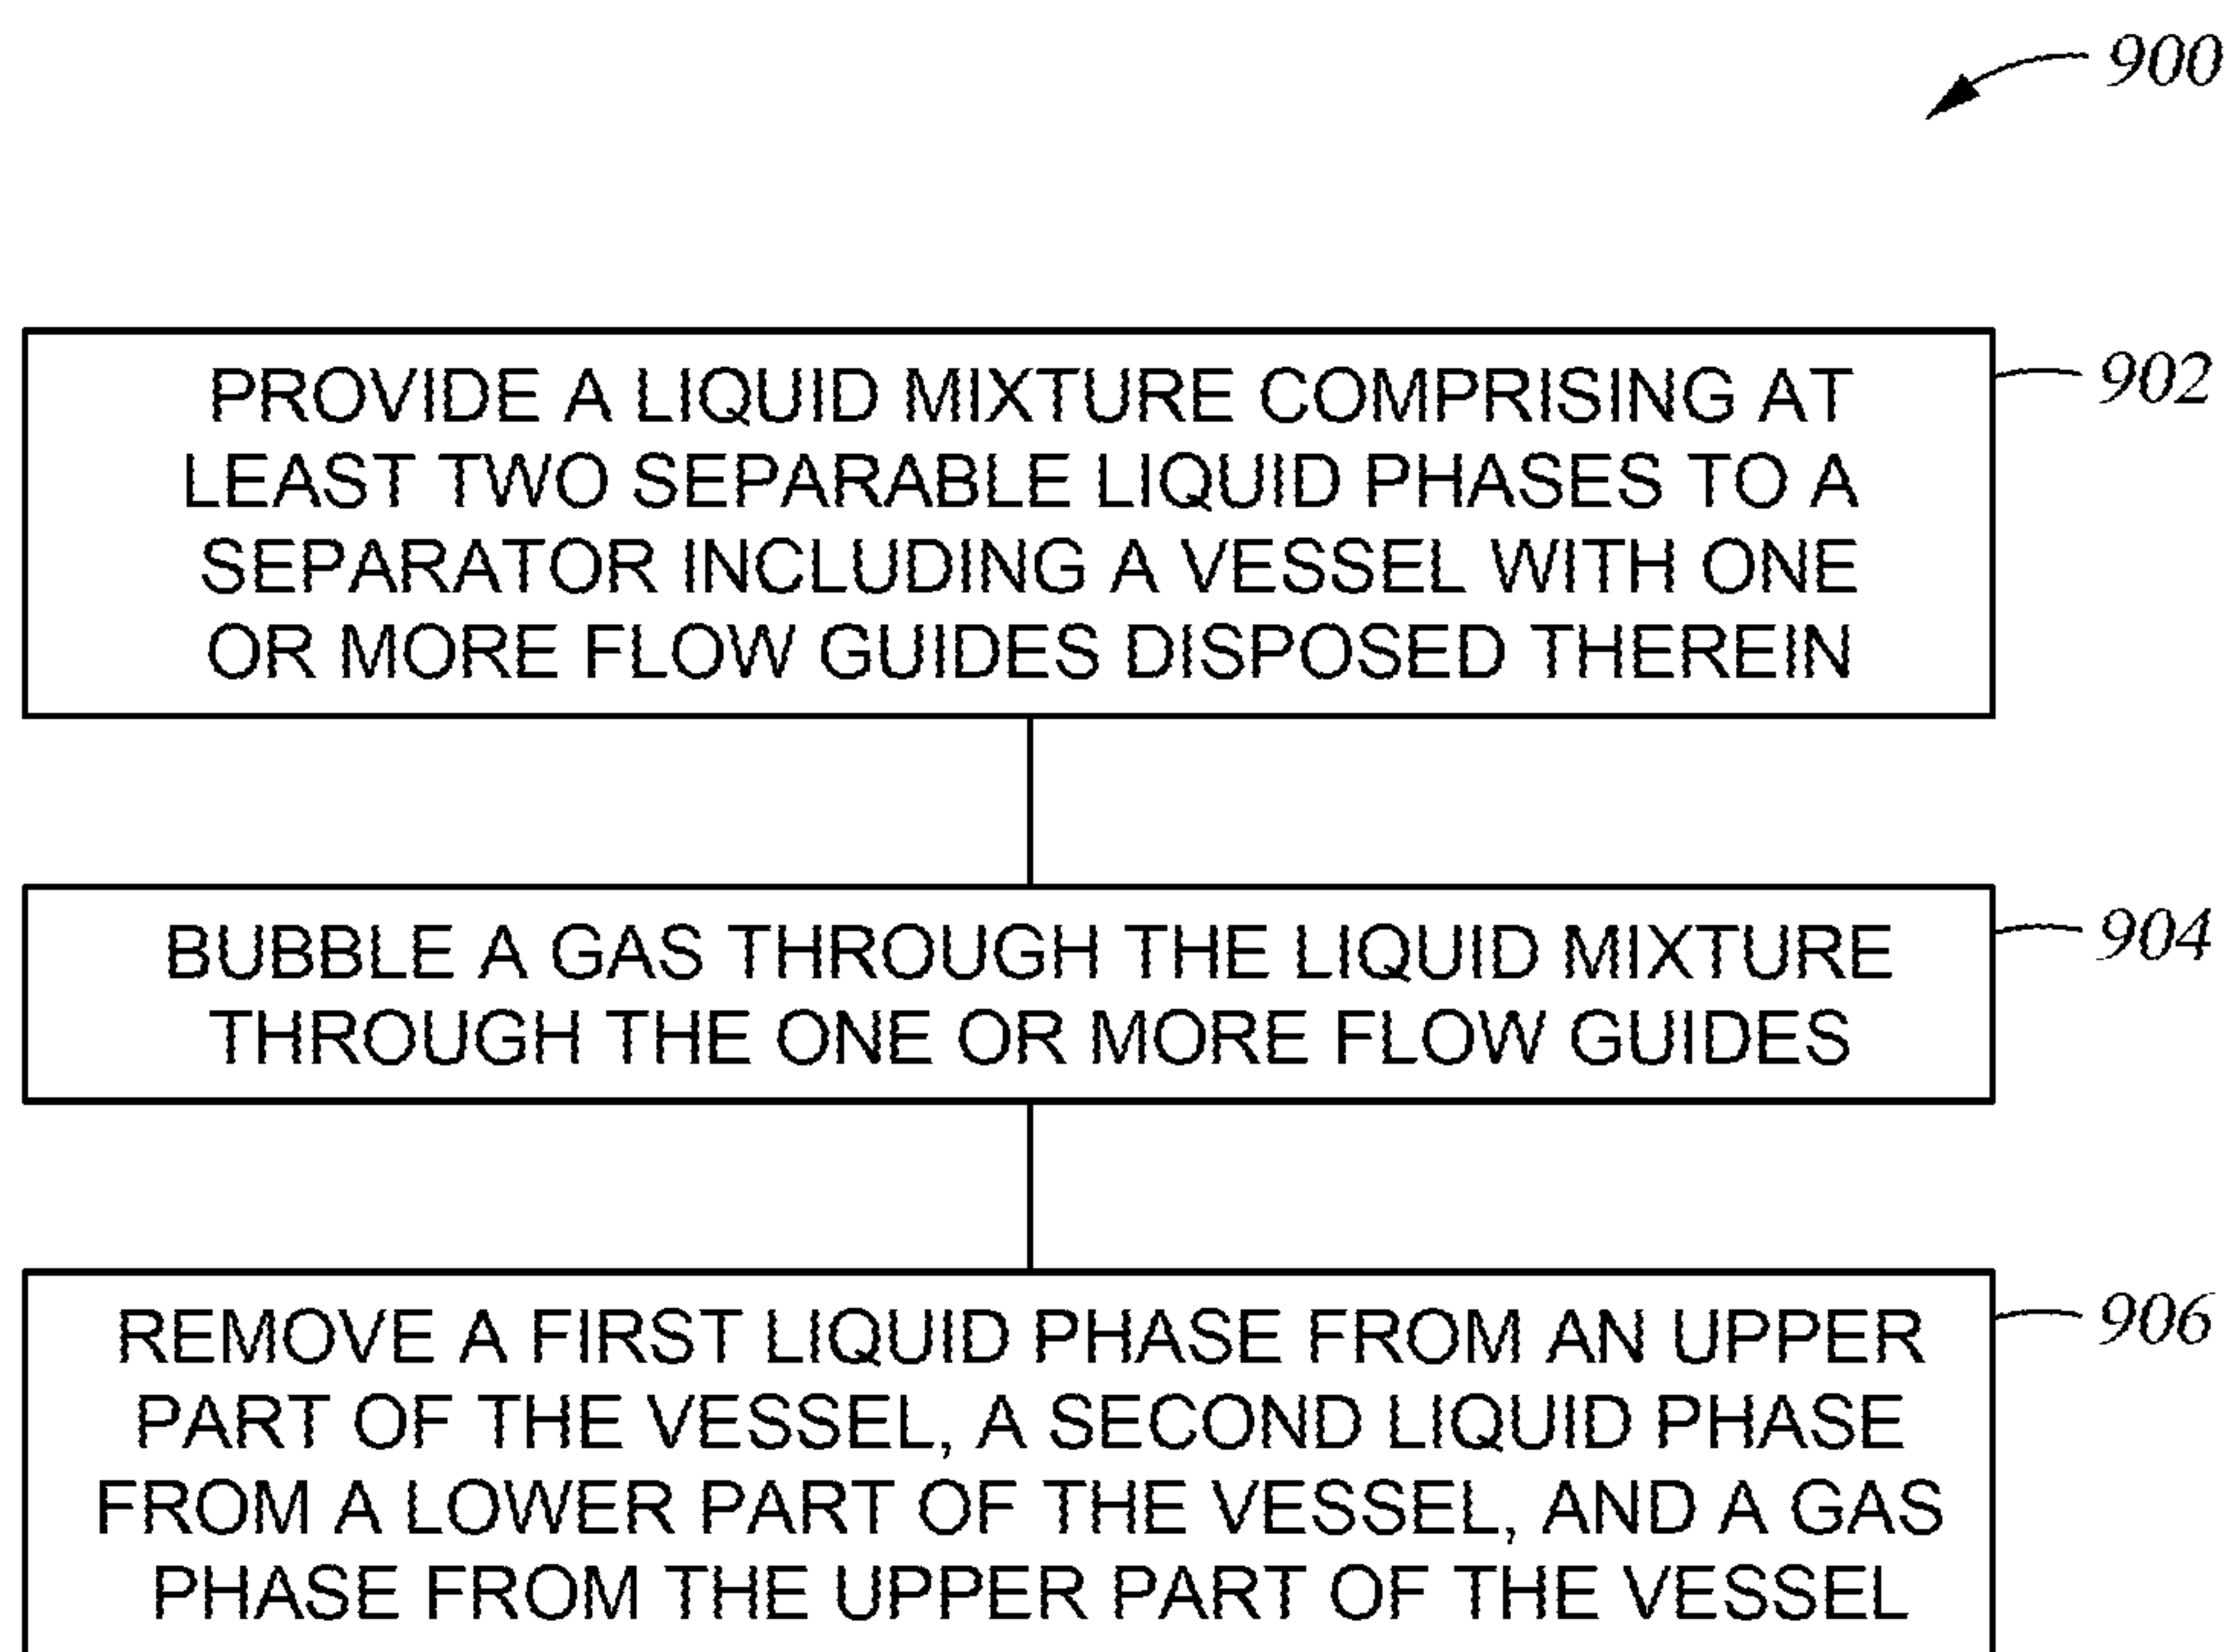 900
PROVIDE A LIQUID MIXTURE COMPRISING AT
LEAST TWO SEPARABLE LIQUID PHASES TO A
SEPARATOR INCLUDING A VESSEL WITH ONE
OR MORE FLOW GUIDES DISPOSED THEREIN
902
BUBBLE A GAS THROUGH THE LIQUID MIXTURE
THROUGH THE ONE OR MORE FLOW GUIDES
904
REMOVE A FIRST LIQUID PHASE FROM AN UPPER
PART OF THE VESSEL, A SECOND LIQUID PHASE
FROM A LOWER PART OF THE VESSEL, AND A GAS
PHASE FROM THE UPPER PART OF THE VESSEL
906